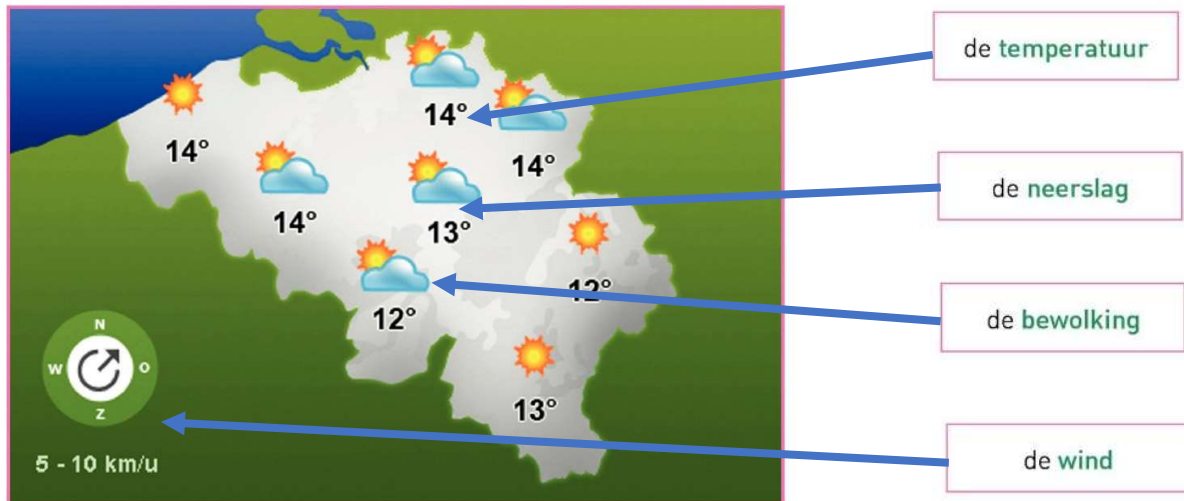 de temperatuur
14°
14°
14°
de neerslag
14°
13°
12°
12°
de bewolking
N
W O
Z
13°
5 - 10 km/u
de wind